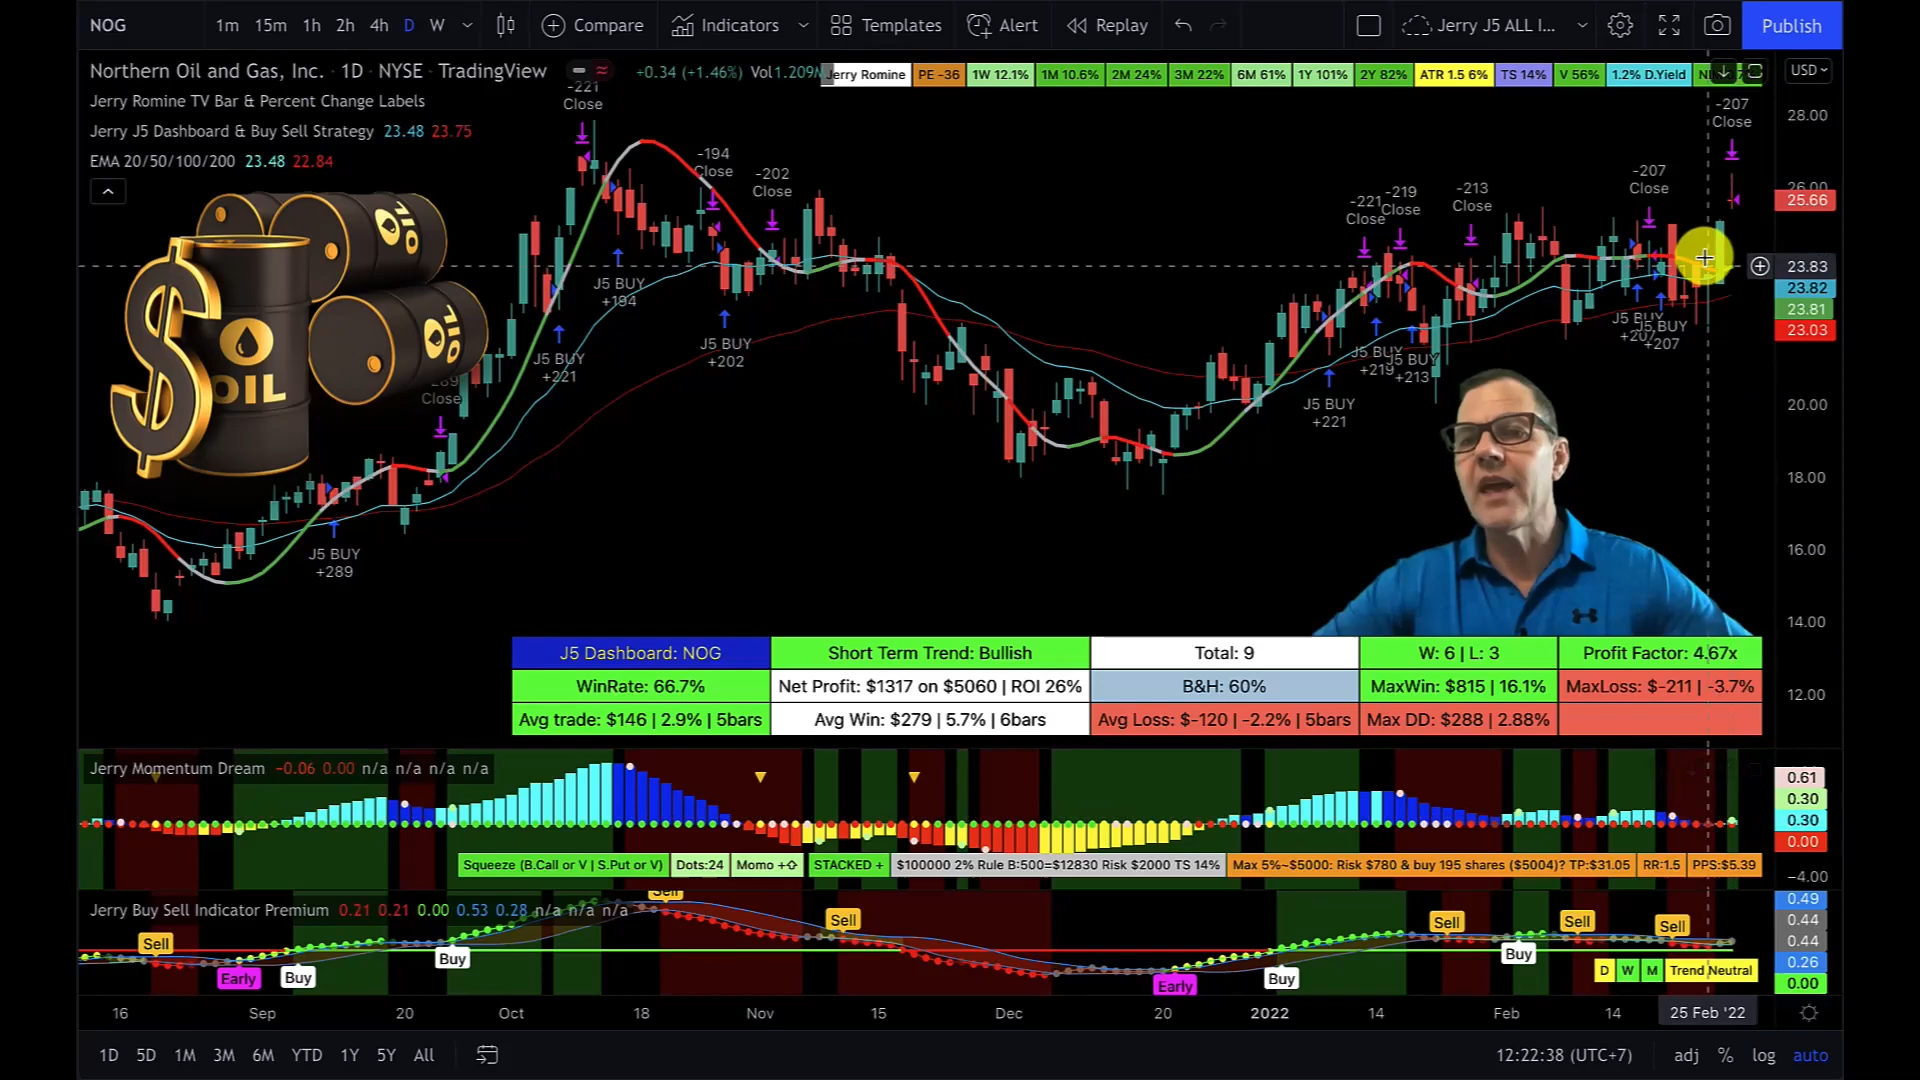 NOG
1m 15m 1h 2h 4h D W
Compare
Indicators
Templates
Alert
Replay
Jerry J5 ALL I...
Publish
Northern Oil and Gas, Inc. · 1D · NYSE · TradingView
+0.34 (+1.46%) Vol 1.209M
Jerry Romine
PE -36
1W 12.1%
1M 10.6%
2M 24%
3M 22%
6M 61%
1Y 101%
2Y 82%
ATR 1.5 6%
TS 14%
V 56%
1.2% D.Yield
USD
Jerry Romine TV Bar & Percent Change Labels
Jerry J5 Dashboard & Buy Sell Strategy 23.48 23.75
EMA 20/50/100/200 23.48 22.84
-221
Close
-194
Close
-202
Close
-221
Close
-219
Close
-213
Close
-207
Close
-207
Close
Close
OIL
OIL
OIL
J5 BUY
+289
J5 BUY
+221
J5 BUY
+194
J5 BUY
+202
J5 BUY
+221
J5 BUY
+219
J5 BUY
+213
J5 BUY
+207
J5 BUY
+207
28.00
26.00
25.66
23.83
23.82
23.81
23.03
20.00
18.00
16.00
14.00
12.00
J5 Dashboard: NOG
Short Term Trend: Bullish
Total: 9
W: 6 | L: 3
Profit Factor: 4.67x
WinRate: 66.7%
Net Profit: $1317 on $5060 | ROI 26%
B&H: 60%
MaxWin: $815 | 16.1%
MaxLoss: $-211 | -3.7%
Avg trade: $146 | 2.9% | 5bars
Avg Win: $279 | 5.7% | 6bars
Avg Loss: $-120 | -2.2% | 5bars
Max DD: $288 | 2.88%
Jerry Momentum Dream -0.06 0.00 n/a n/a n/a n/a
0.61
0.30
0.30
0.00
-4.00
Squeeze (B.Call or V | S.Put or V)
Dots:24
Momo +⇧
STACKED +
$100000 2% Rule B:500=$12830 Risk $2000 TS 14%
Max 5%~$5000: Risk $780 & buy 195 shares ($5004)? TP:$31.05
RR:1.5
PPS:$5.39
Jerry Buy Sell Indicator Premium 0.21 0.21 0.00 0.53 0.28 n/a n/a n/a
Sell
Early
Buy
Buy
Sell
Sell
Early
Buy
Sell
Buy
Sell
Sell
D
W
M
Trend Neutral
0.49
0.44
0.44
0.26
0.00
16 Sep 20 Oct 18 Nov 15 Dec 20 2022 14 Feb 14 25 Feb '22
1D 5D 1M 3M 6M YTD 1Y 5Y All
12:22:38 (UTC+7)
adj % log auto